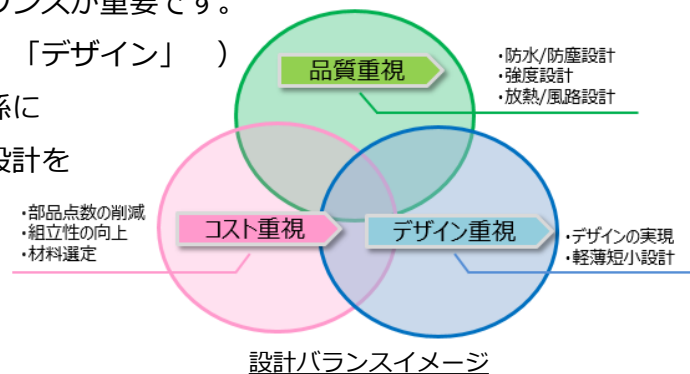 ランスが重要です。
「デザイン」 ）
係に
設計を
品質重視
・防水/防塵設計
・強度設計
・放熱/風路設計
・部品点数の削減
・組立性の向上
・材料選定
コスト重視
デザイン重視
・デザインの実現
・軽薄短小設計
設計バランスイメージ